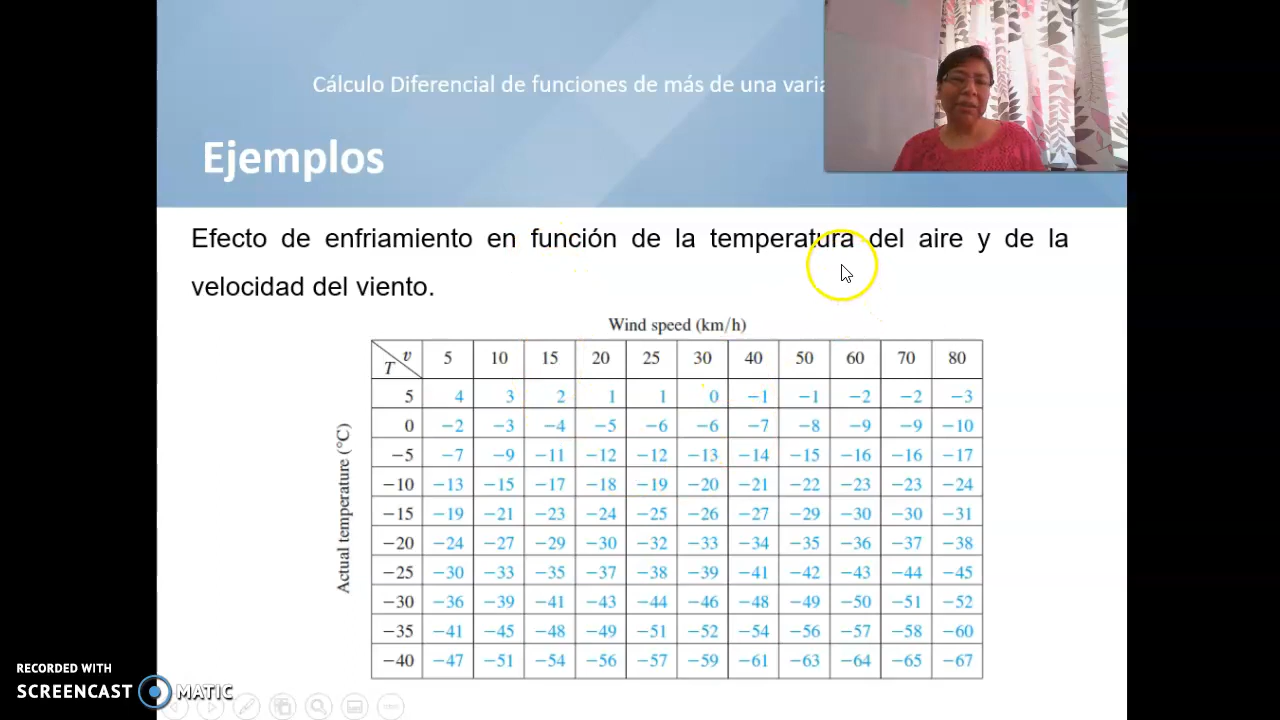 Cálculo Diferencial de funciones de más de una varia
Ejemplos
Efecto de enfriamiento en función de la temperatura del aire y de la
velocidad del viento.
Wind speed (km/h)
Actual temperature (°C)
T v 5 10 15 20 25 30 40 50 60 70 80
5 4 3 2 1 1 0 −1 −1 −2 −2 −3
0 −2 −3 −4 −5 −6 −6 −7 −8 −9 −9 −10
−5 −7 −9 −11 −12 −12 −13 −14 −15 −16 −16 −17
−10 −13 −15 −17 −18 −19 −20 −21 −22 −23 −23 −24
−15 −19 −21 −23 −24 −25 −26 −27 −29 −30 −30 −31
−20 −24 −27 −29 −30 −32 −33 −34 −35 −36 −37 −38
−25 −30 −33 −35 −37 −38 −39 −41 −42 −43 −44 −45
−30 −36 −39 −41 −43 −44 −46 −48 −49 −50 −51 −52
−35 −41 −45 −48 −49 −51 −52 −54 −56 −57 −58 −60
−40 −47 −51 −54 −56 −57 −59 −61 −63 −64 −65 −67
RECORDED WITH
SCREENCAST MATIC